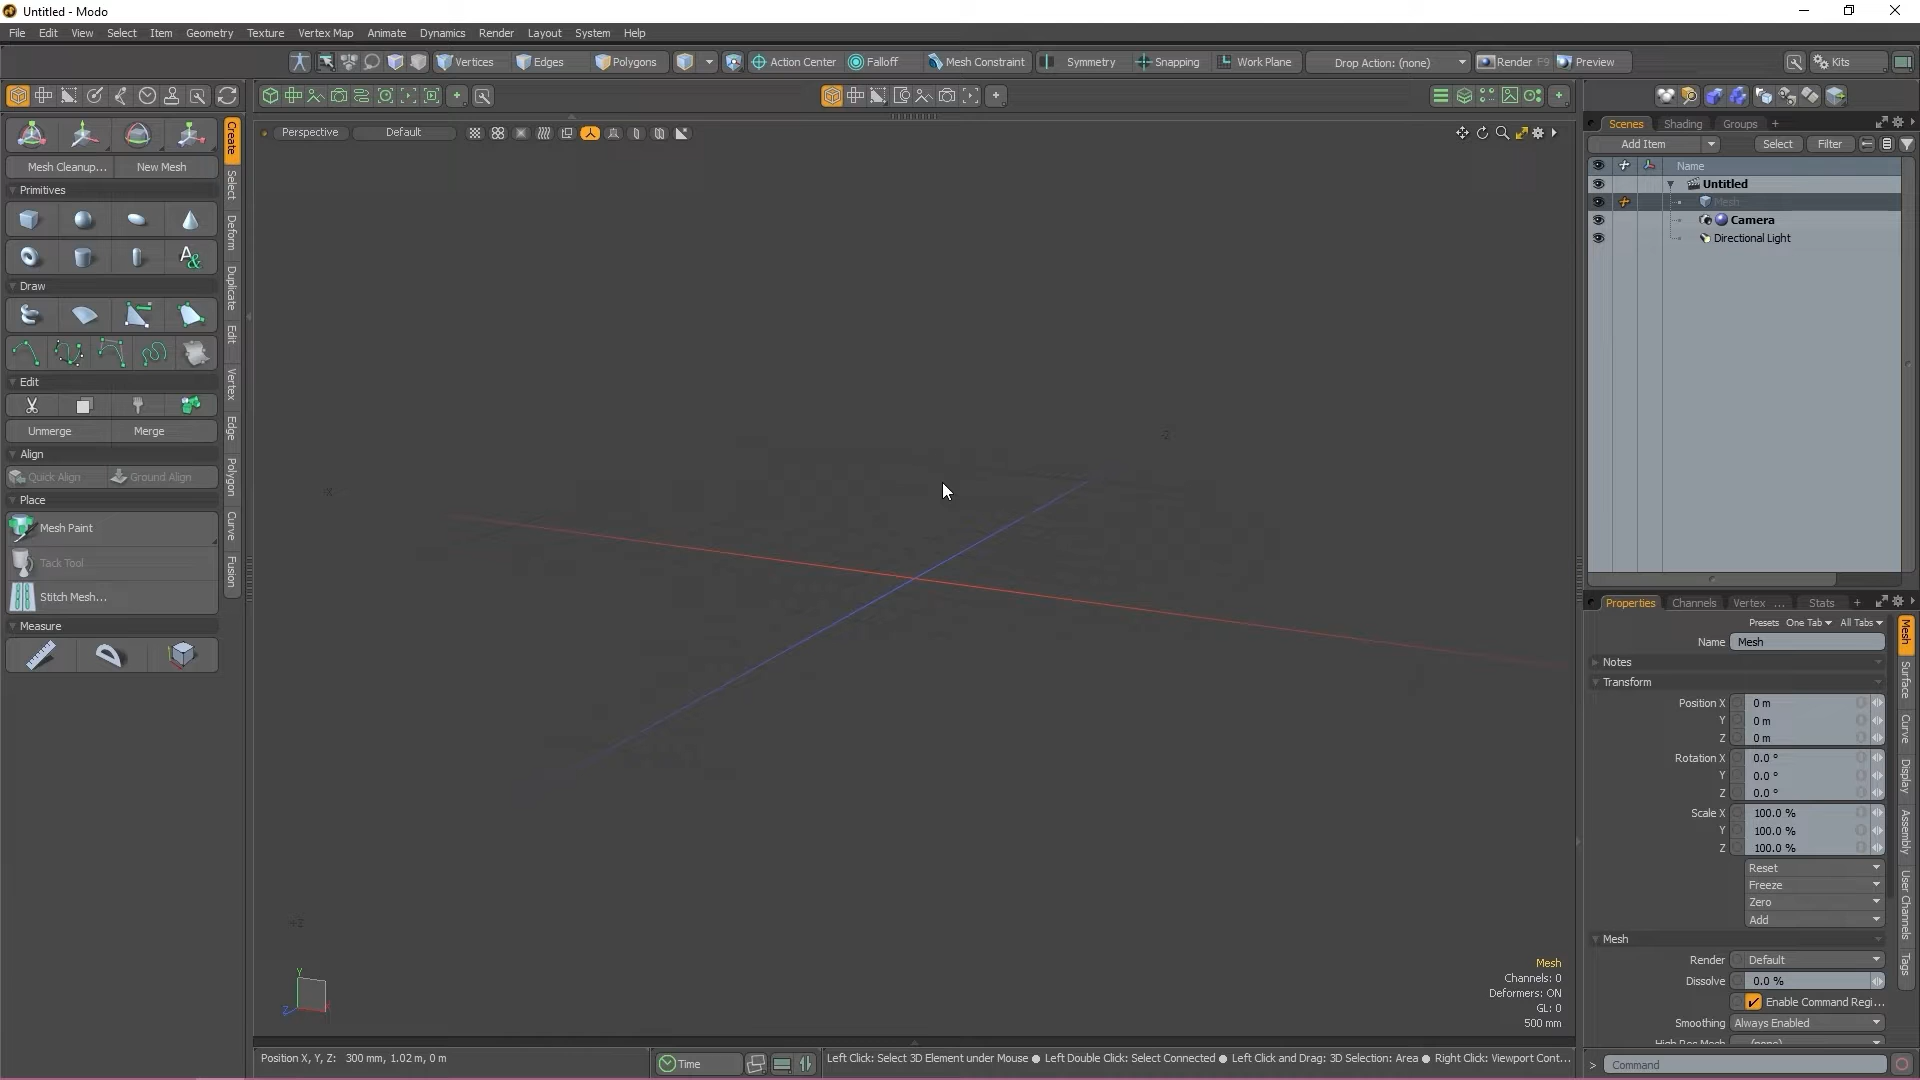 Untitled - Modo
File Edit View Select Item Geometry Texture Vertex Map Animate Dynamics Render Layout System Help
Vertices Edges Polygons Action Center Falloff Mesh Constraint Symmetry Snapping Work Plane Drop Action: (none) Render F9 Preview Kits
Perspective Default
Create
Select
Deform
Duplicate
Edit
Vertex
Edge
Polygon
Curve
Fusion
Mesh Cleanup... New Mesh
Primitives
Draw
Edit
Unmerge Merge
Align
Quick Align Ground Align
Place
Mesh Paint
Tack Tool
Stitch Mesh...
Measure
-X
-Z
+Z
Y
Z
Mesh
Channels: 0
Deformers: ON
GL: 0
500 mm
Scenes Shading Groups +
Add Item Select Filter
Name
Untitled
Mesh
Camera
Directional Light
Properties Channels Vertex ... Stats +
Presets One Tab All Tabs
Name Mesh
Notes
Transform
Position X 0 m
Y 0 m
Z 0 m
Rotation X 0.0 °
Y 0.0 °
Z 0.0 °
Scale X 100.0 %
Y 100.0 %
Z 100.0 %
Reset
Freeze
Zero
Add
Mesh
Render Default
Dissolve 0.0 %
Enable Command Regi...
Smoothing Always Enabled
High Res Mesh (none)
Mesh
Surface
Curve
Display
Assembly
User Channels
Tags
Position X, Y, Z: 300 mm, 1.02 m, 0 m
Time
Left Click: Select 3D Element under Mouse ● Left Double Click: Select Connected ● Left Click and Drag: 3D Selection: Area ● Right Click: Viewport Cont...
> Command